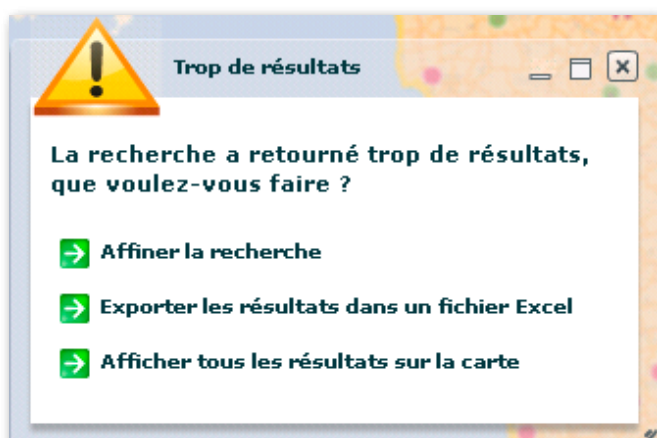 Trop de résultats
La recherche a retourné trop de résultats,
que voulez-vous faire ?
Affiner la recherche
Exporter les résultats dans un fichier Excel
Afficher tous les résultats sur la carte